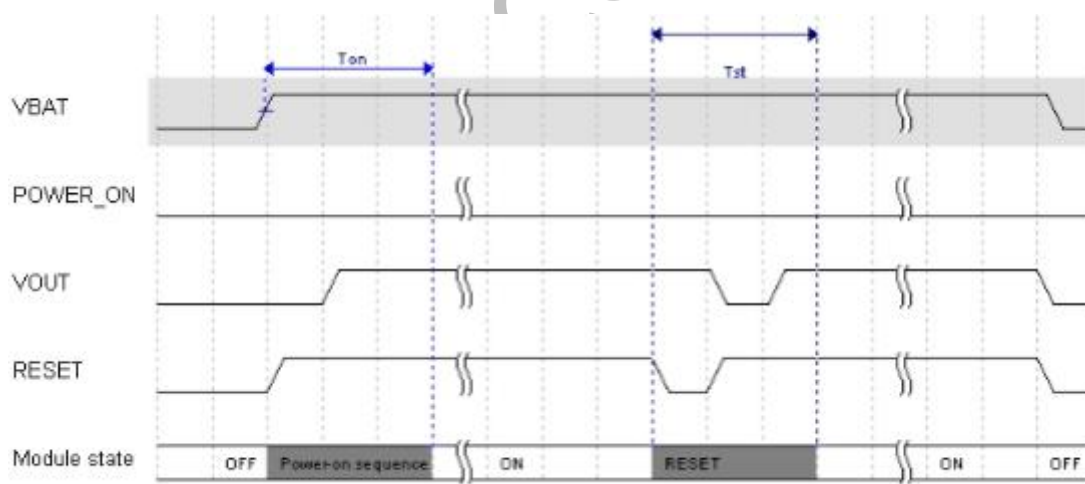 Ton
Tst
VBAT
POWER_ON
VOUT
RESET
Module state
OFF
Power-on sequence
ON
RESET
ON
OFF